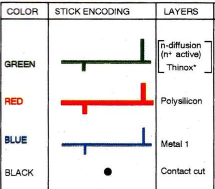 COLOR STICK ENCODING LAYERS
n-diffusion
(n⁺ active)
GREEN Thinox*
RED Polysilicon
BLUE Metal 1
BLACK Contact cut